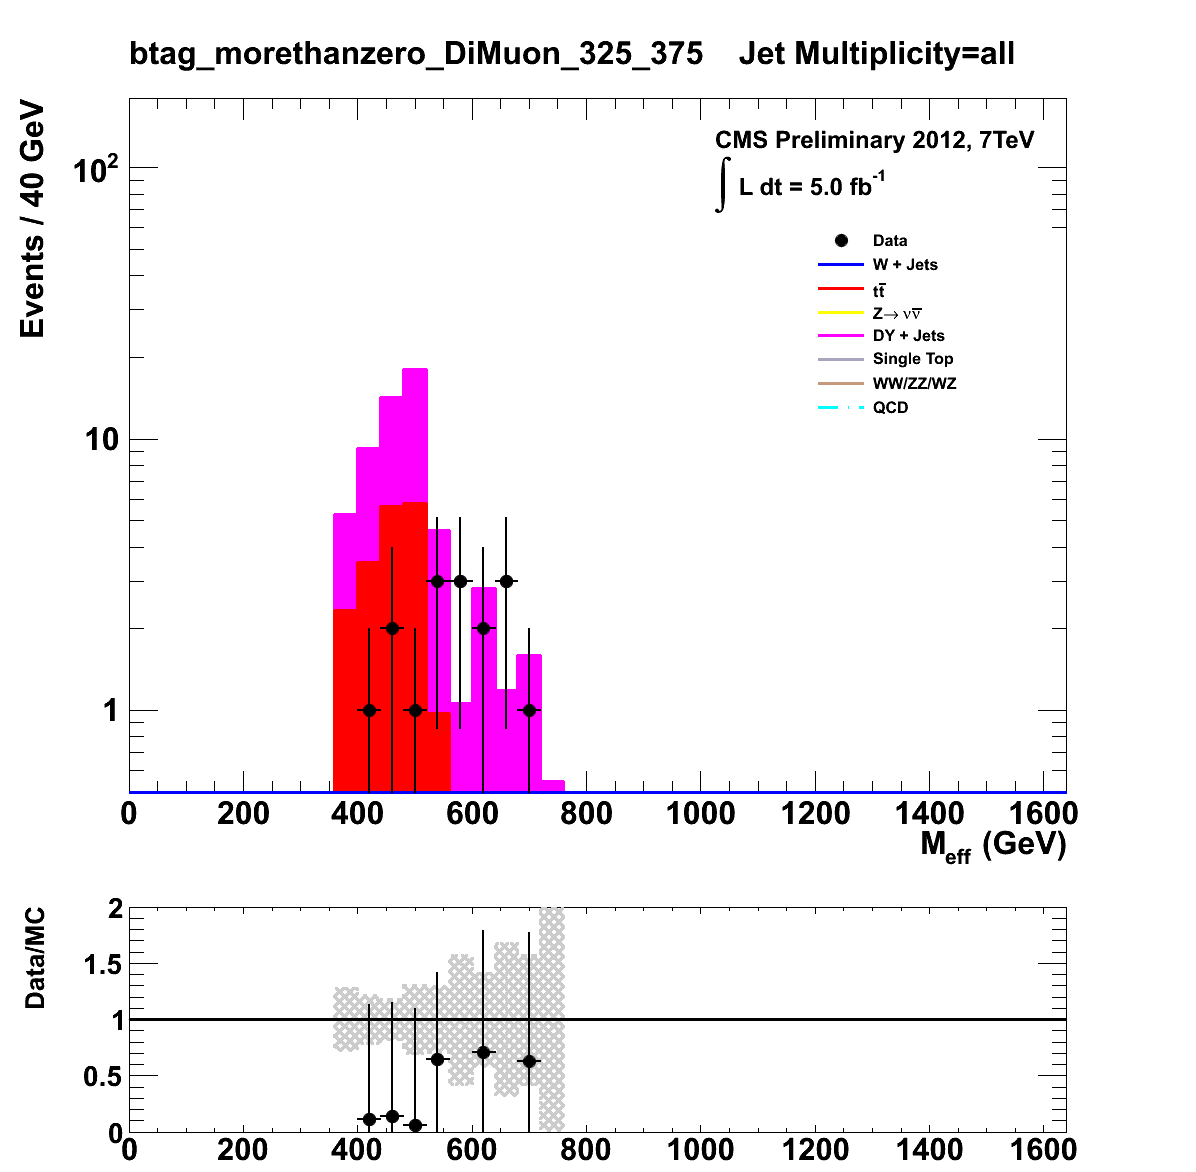 btag_morethanzero_DiMuon_325_375 Jet Multiplicity=all
Events / 40 GeV
CMS Preliminary 2012, 7TeV
∫ L dt = 5.0 fb⁻¹
Data
W + Jets
tt̅
Z→ νν̅
DY + Jets
Single Top
WW/ZZ/WZ
QCD
10²
10
1
0 200 400 600 800 1000 1200 1400 1600
M_eff (GeV)
Data/MC
2
1.5
1
0.5
0
0 200 400 600 800 1000 1200 1400 1600